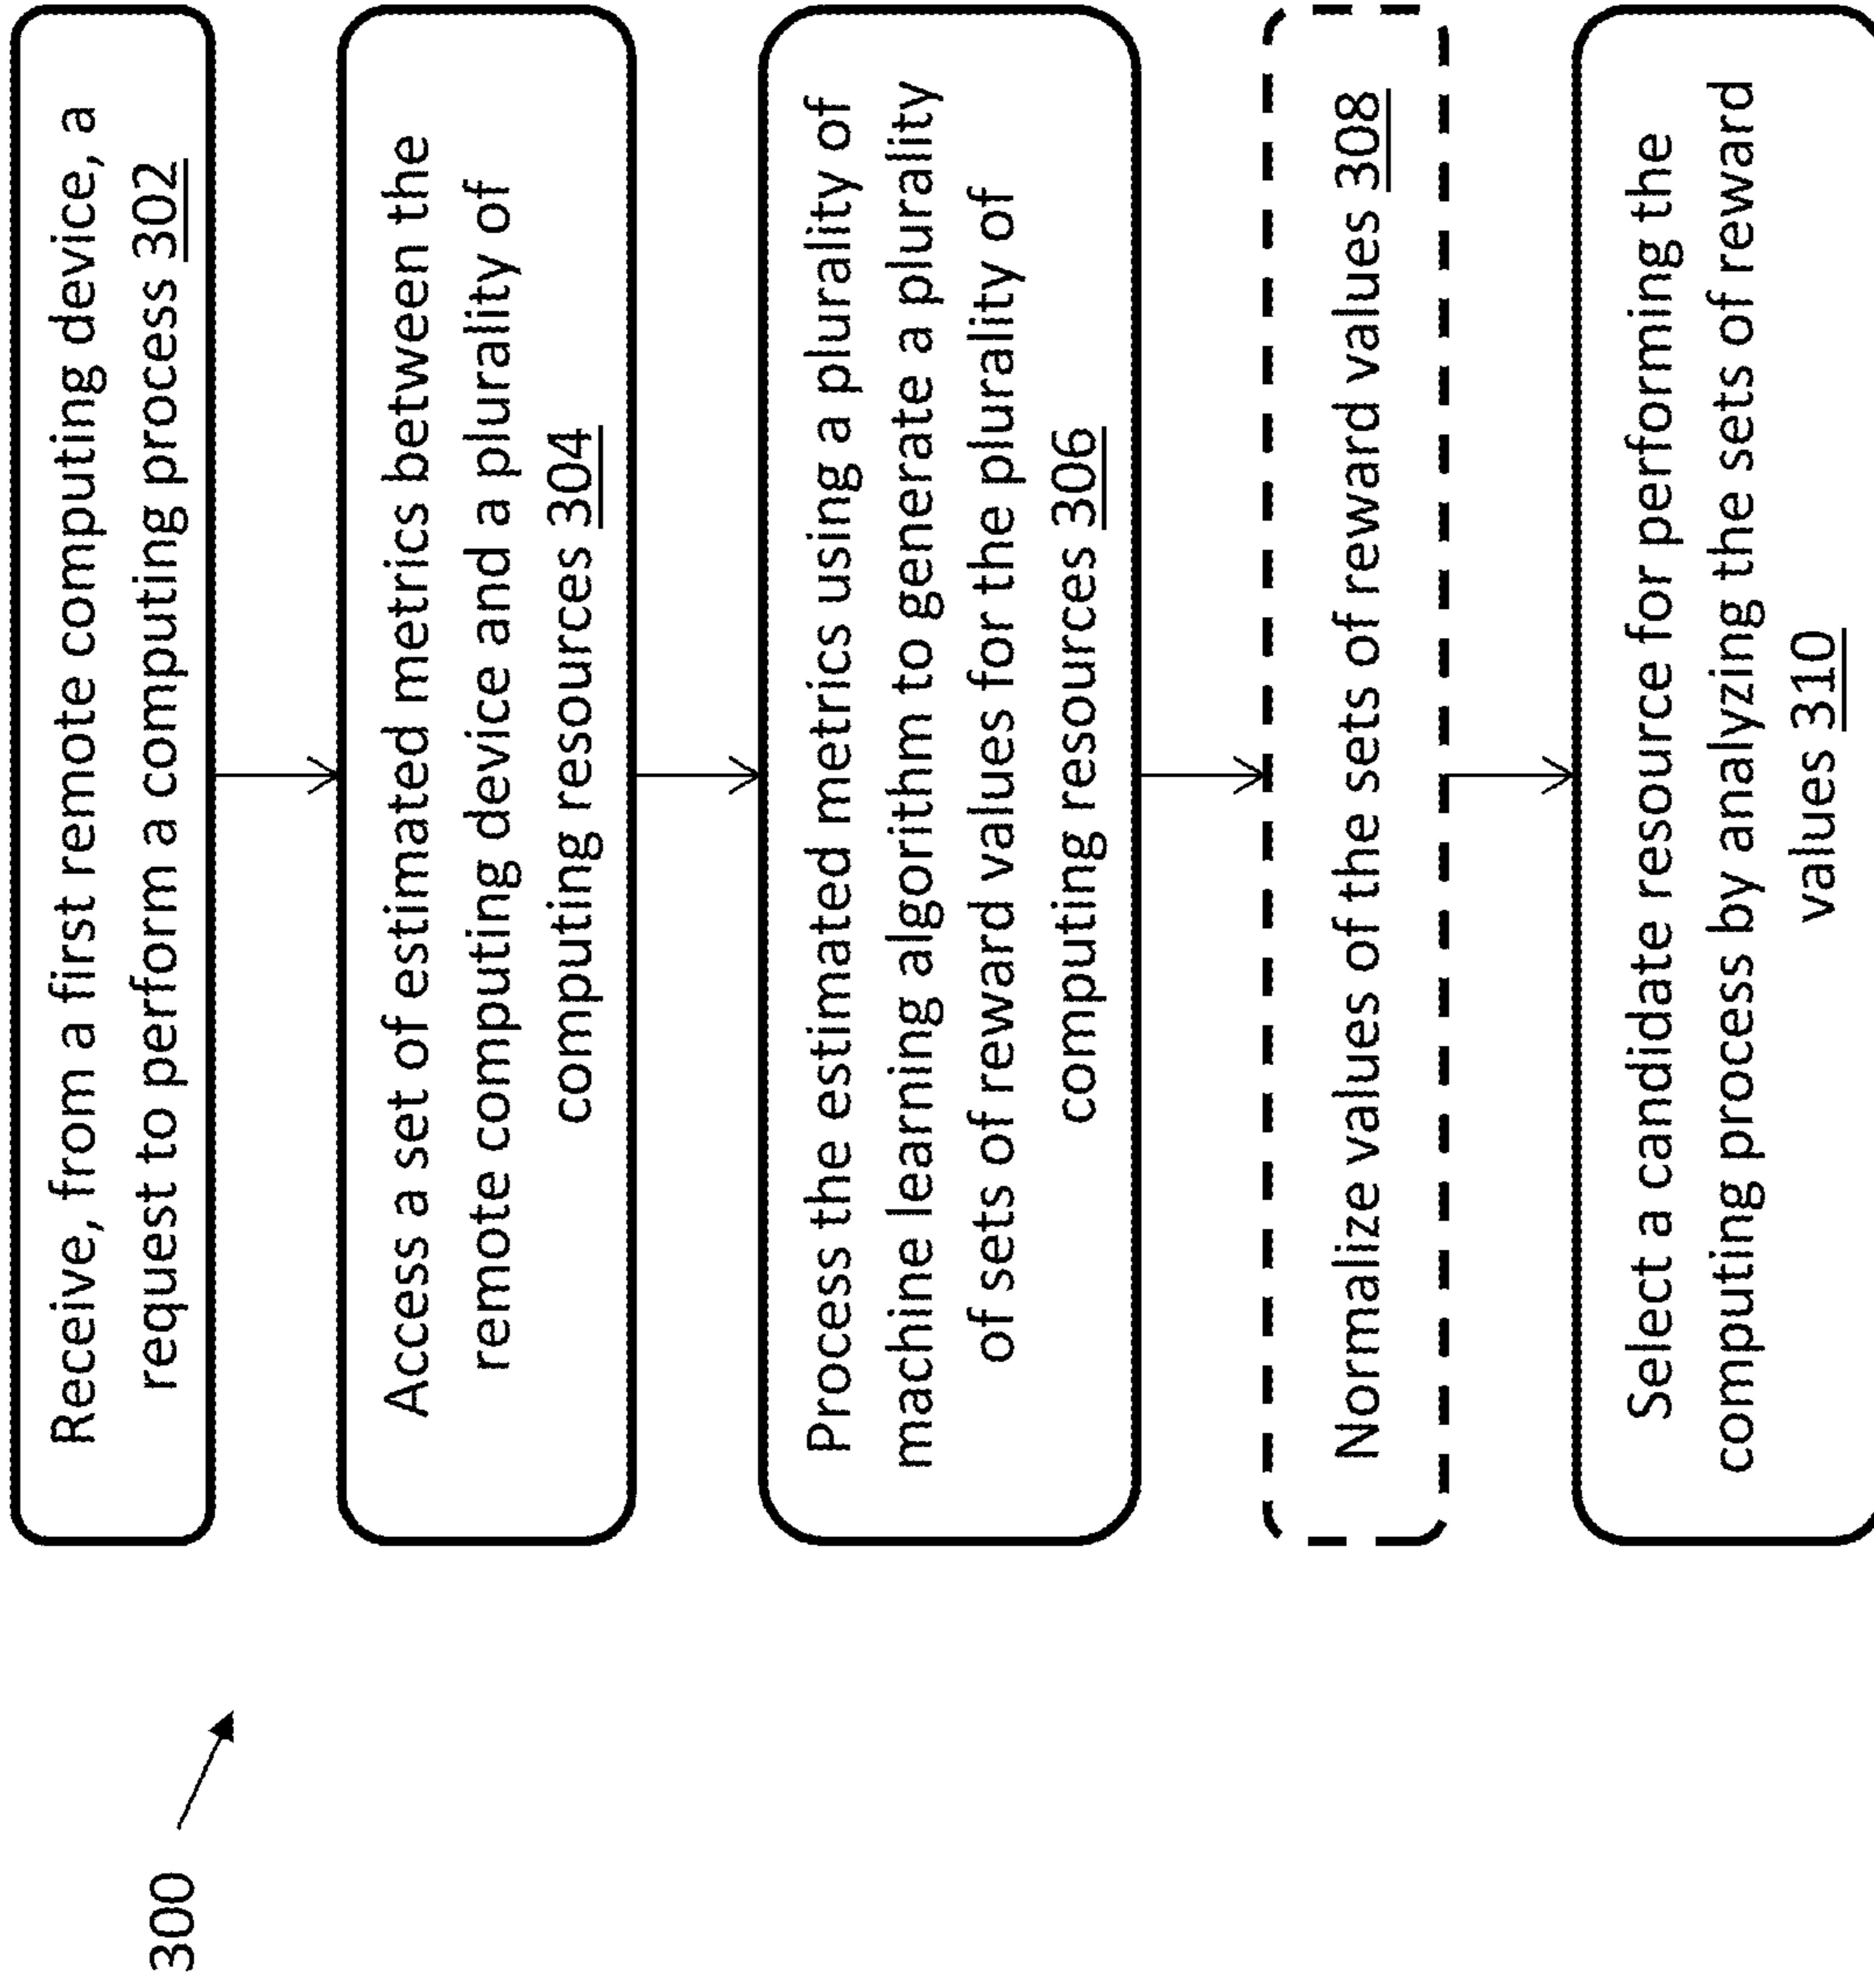 300
Receive, from a first remote computing device, a
request to perform a computing process 302
Access a set of estimated metrics between the
remote computing device and a plurality of
computing resources 304
Process the estimated metrics using a plurality of
machine learning algorithm to generate a plurality
of sets of reward values for the plurality of
computing resources 306
Normalize values of the sets of reward values 308
Select a candidate resource for performing the
computing process by analyzing the sets of reward
values 310